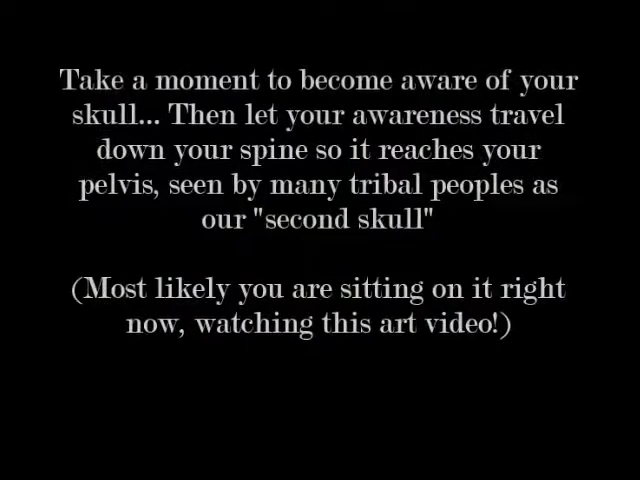 Take a moment to become aware of your
skull... Then let your awareness travel
down your spine so it reaches your
pelvis, seen by many tribal peoples as
our "second skull"
(Most likely you are sitting on it right
now, watching this art video!)